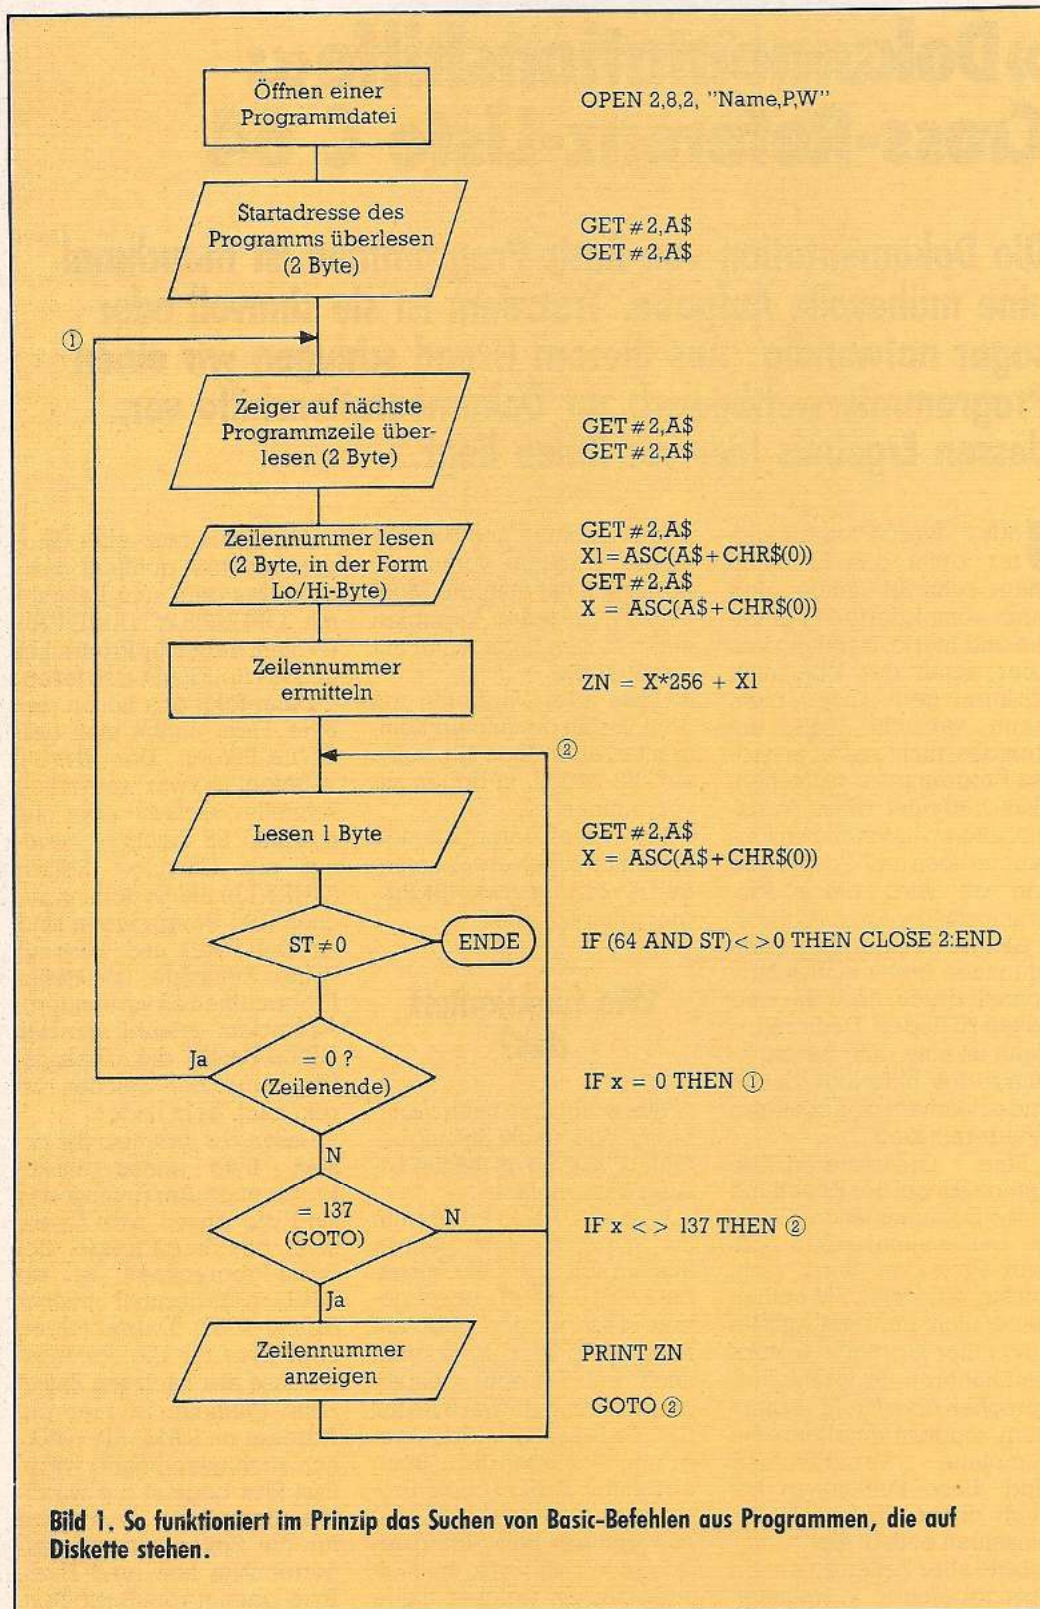 Öffnen einer
Programmdatei
OPEN 2,8,2, "Name,P,W"
Startadresse des
Programms überlesen
(2 Byte)
GET#2,A$
GET#2,A$
①
Zeiger auf nächste
Programmzeile über-
lesen (2 Byte)
GET#2,A$
GET#2,A$
Zeilennummer lesen
(2 Byte, in der Form
Lo/Hi-Byte)
GET#2,A$
X1=ASC(A$+CHR$(0))
GET#2,A$
X = ASC(A$+CHR$(0))
Zeilennummer
ermitteln
ZN = X*256 + X1
②
Lesen 1 Byte
GET#2,A$
X = ASC(A$+CHR$(0))
ST≠0
ENDE
IF (64 AND ST)< >0 THEN CLOSE 2:END
Ja
= 0 ?
(Zeilenende)
IF x = 0 THEN ①
N
= 137
(GOTO)
N
IF x < > 137 THEN ②
Ja
Zeilennummer
anzeigen
PRINT ZN
GOTO ②
Bild 1. So funktioniert im Prinzip das Suchen von Basic-Befehlen aus Programmen, die auf
Diskette stehen.